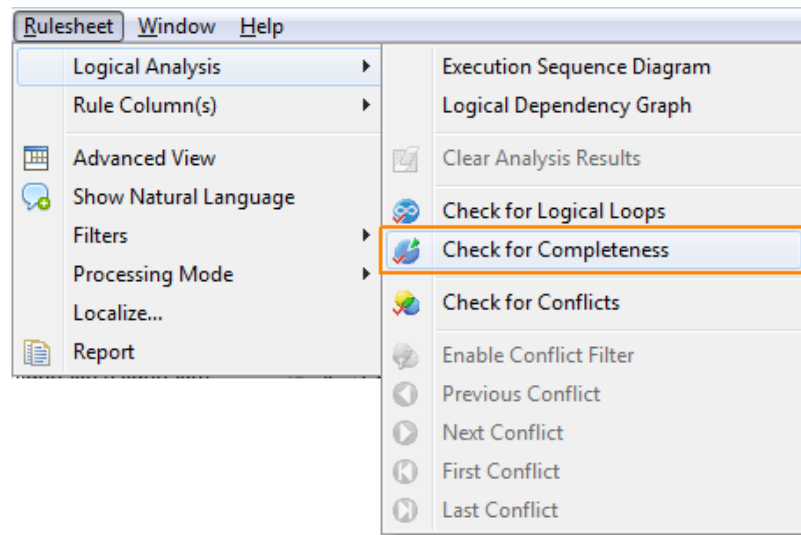 Rulesheet Window Help
Logical Analysis
Rule Column(s)
Advanced View
Show Natural Language
Filters
Processing Mode
Localize...
Report
Execution Sequence Diagram
Logical Dependency Graph
Clear Analysis Results
Check for Logical Loops
Check for Completeness
Check for Conflicts
Enable Conflict Filter
Previous Conflict
Next Conflict
First Conflict
Last Conflict